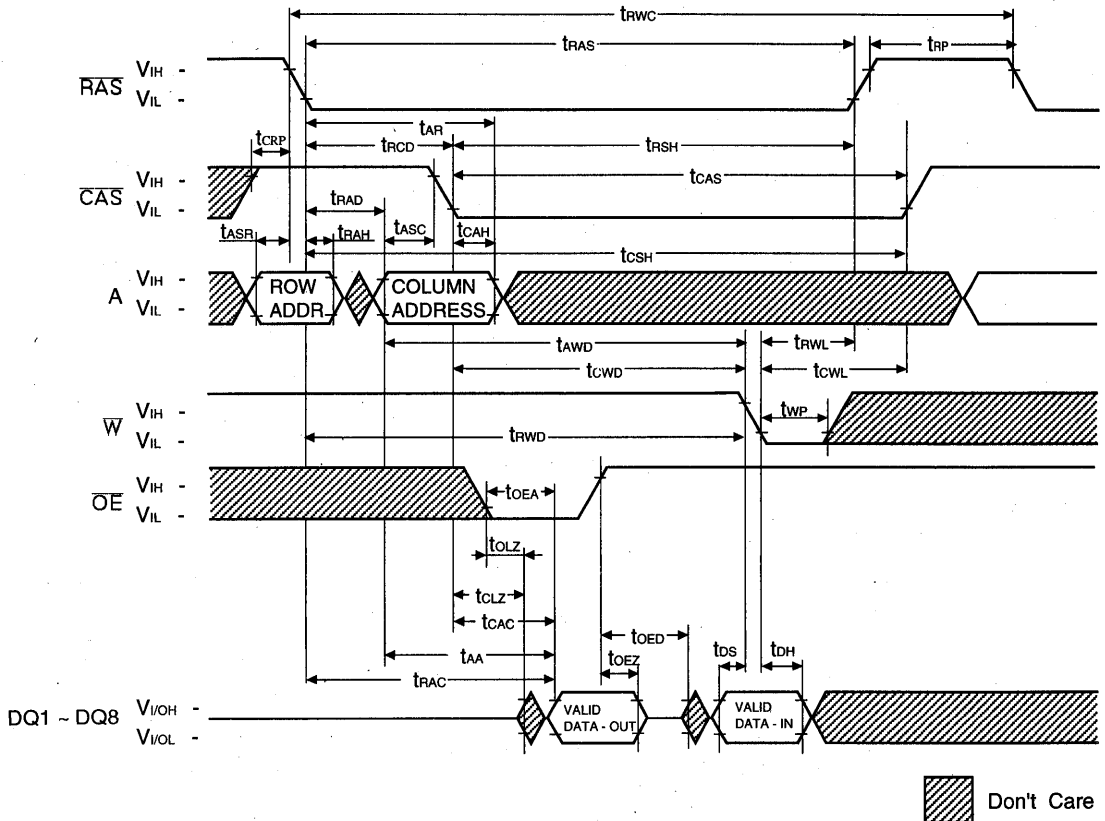 tRWC
tRAS
tRP
RAS
VIH -
VIL -
tAR
tCRP
tRCD
tRSH
CAS
VIH -
VIL -
tCAS
tRAD
tASR
tRAH
tASC
tCAH
tCSH
A
VIH -
VIL -
ROW
ADDR
COLUMN
ADDRESS
tAWD
tRWL
tCWD
tCWL
W
VIH -
VIL -
tWP
tRWD
OE
VIH -
VIL -
tOEA
tOLZ
tCLZ
tCAC
tOED
tAA
tOEZ
tDS
tDH
tRAC
DQ1 ~ DQ8
VI/OH -
VI/OL -
VALID
DATA - OUT
VALID
DATA - IN
Don't Care